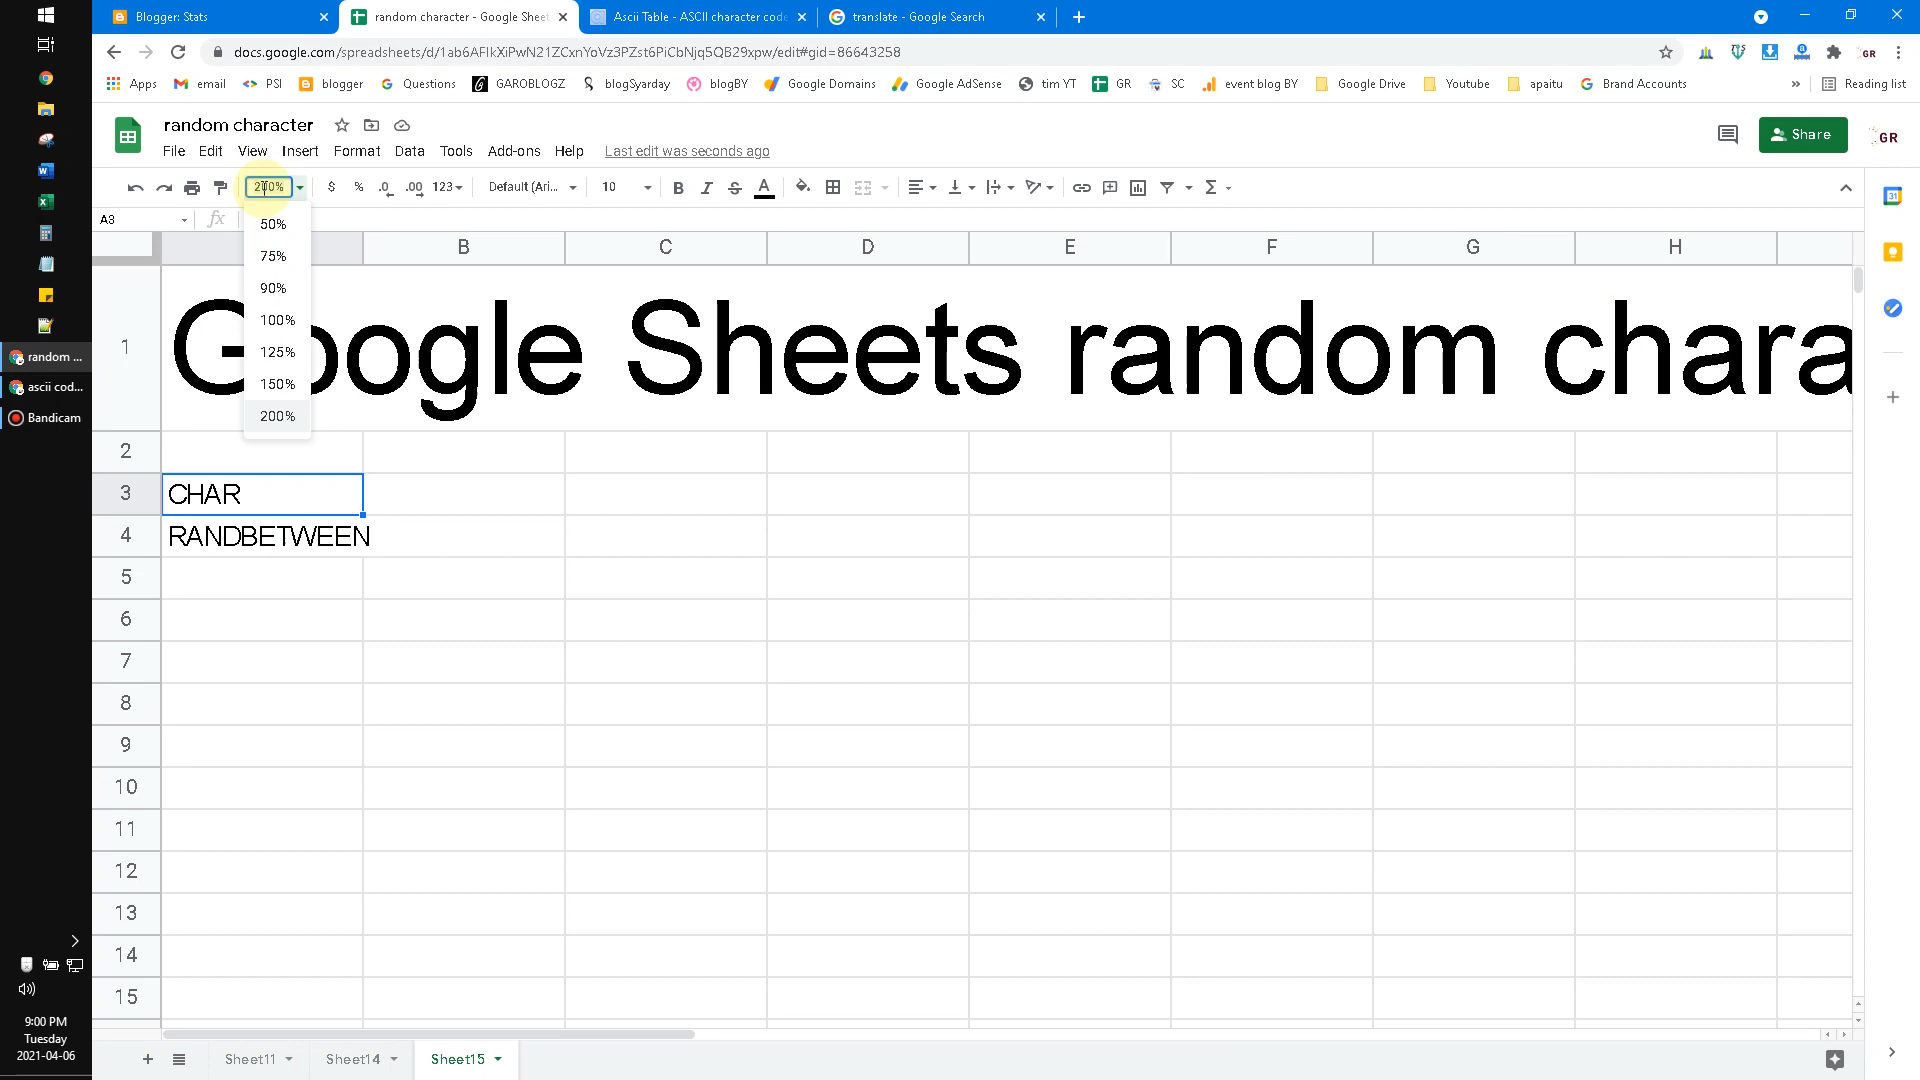 Blogger: Stats
random character - Google Sheet
Ascii Table - ASCII character code
translate - Google Search
docs.google.com/spreadsheets/d/1ab6AFIkXiPwN21ZCxnYoVz3PZst6PiCbNjq5QB29xpw/edit#gid=86643258
GR
Apps
email
PSI
blogger
Questions
GAROBLOGZ
blogSyarday
blogBY
Google Domains
Google AdSense
tim YT
GR
SC
event blog BY
Google Drive
Youtube
apaitu
Brand Accounts
»
Reading list
random character
File Edit View Insert Format Data Tools Add-ons Help Last edit was seconds ago
Share
GR
200% $ % .0 .00 123 Default (Ari... 10 B I S A Σ
31
A3 fx
50%
75%
90%
100%
125%
150%
200%
B C D E F G H
1 Google Sheets random chara
2
3 CHAR
4 RANDBETWEEN
5
6
7
8
9
10
11
12
13
14
15
Sheet11 Sheet14 Sheet15
random ...
ascii cod...
Bandicam
9:00 PM
Tuesday
2021-04-06